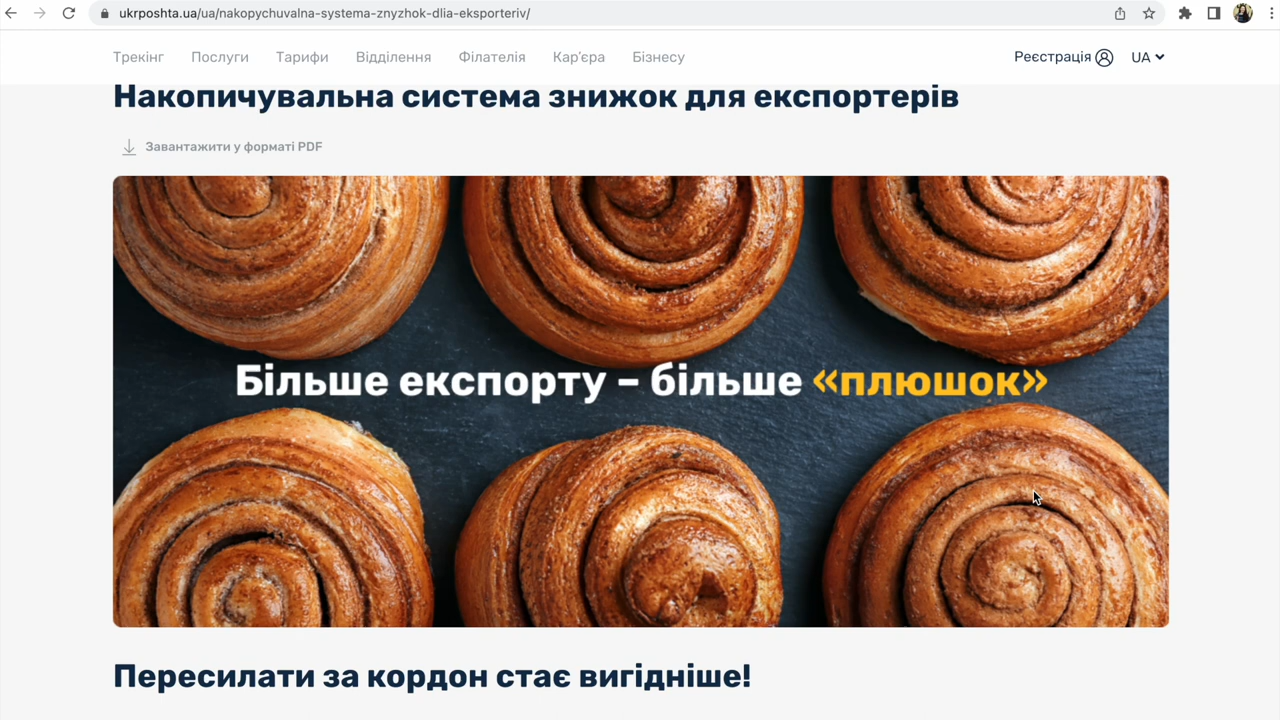 ukrposhta.ua/ua/nakopychuvalna-systema-znyzhok-dlia-eksporteriv/
Трекінг Послуги Тарифи Відділення Філателія Кар'єра Бізнесу Реєстрація UA
Накопичувальна система знижок для експортерів
Завантажити у форматі PDF
Більше експорту – більше «плюшок»
Пересилати за кордон стає вигідніше!